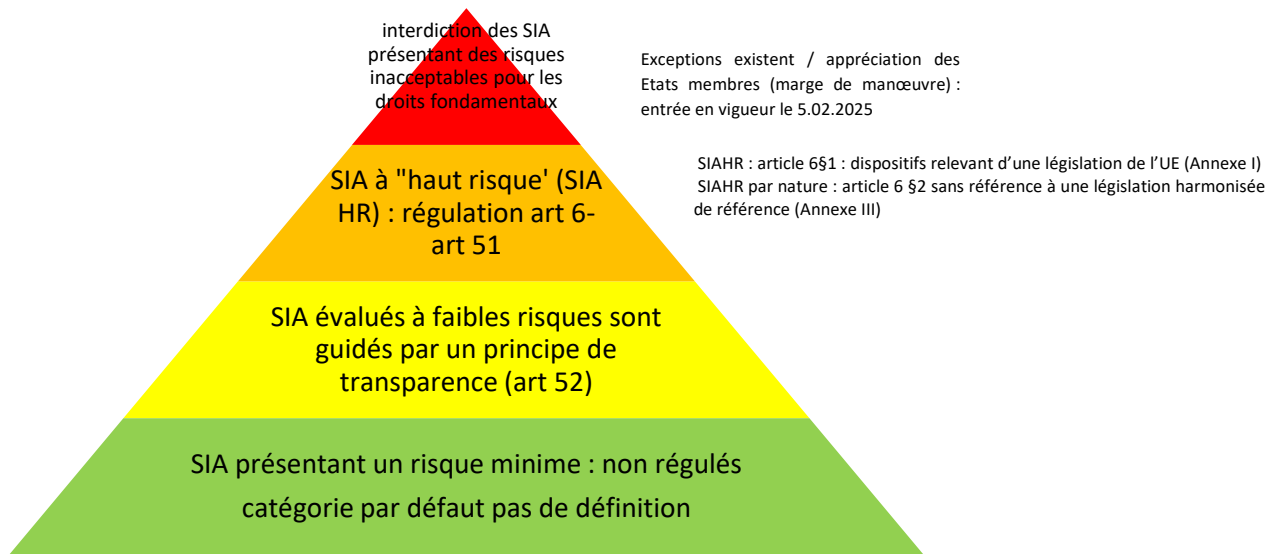 interdiction des SIA
présentant des risques
inacceptables pour les
droits fondamentaux
Exceptions existent / appréciation des
Etats membres (marge de manœuvre) :
entrée en vigueur le 5.02.2025
SIA à "haut risque' (SIA
HR) : régulation art 6-
art 51
SIAHR : article 6§1 : dispositifs relevant d’une législation de l’UE (Annexe I)
SIAHR par nature : article 6 §2 sans référence à une législation harmonisée
de référence (Annexe III)
SIA évalués à faibles risques sont
guidés par un principe de
transparence (art 52)
SIA présentant un risque minime : non régulés
catégorie par défaut pas de définition